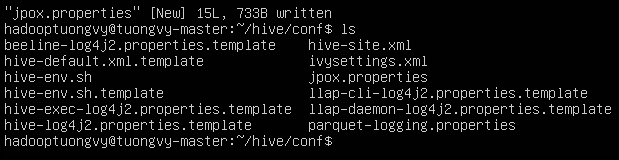 "jpox.properties" [New] 15L, 733B written
hadooptuongvy@tuongvy-master:~/hive/conf$ ls
beeline-log4j2.properties.template    hive-site.xml
hive-default.xml.template             ivysettings.xml
hive-env.sh                           jpox.properties
hive-env.sh.template                  llap-cli-log4j2.properties.template
hive-exec-log4j2.properties.template  llap-daemon-log4j2.properties.template
hive-log4j2.properties.template       parquet-logging.properties
hadooptuongvy@tuongvy-master:~/hive/conf$